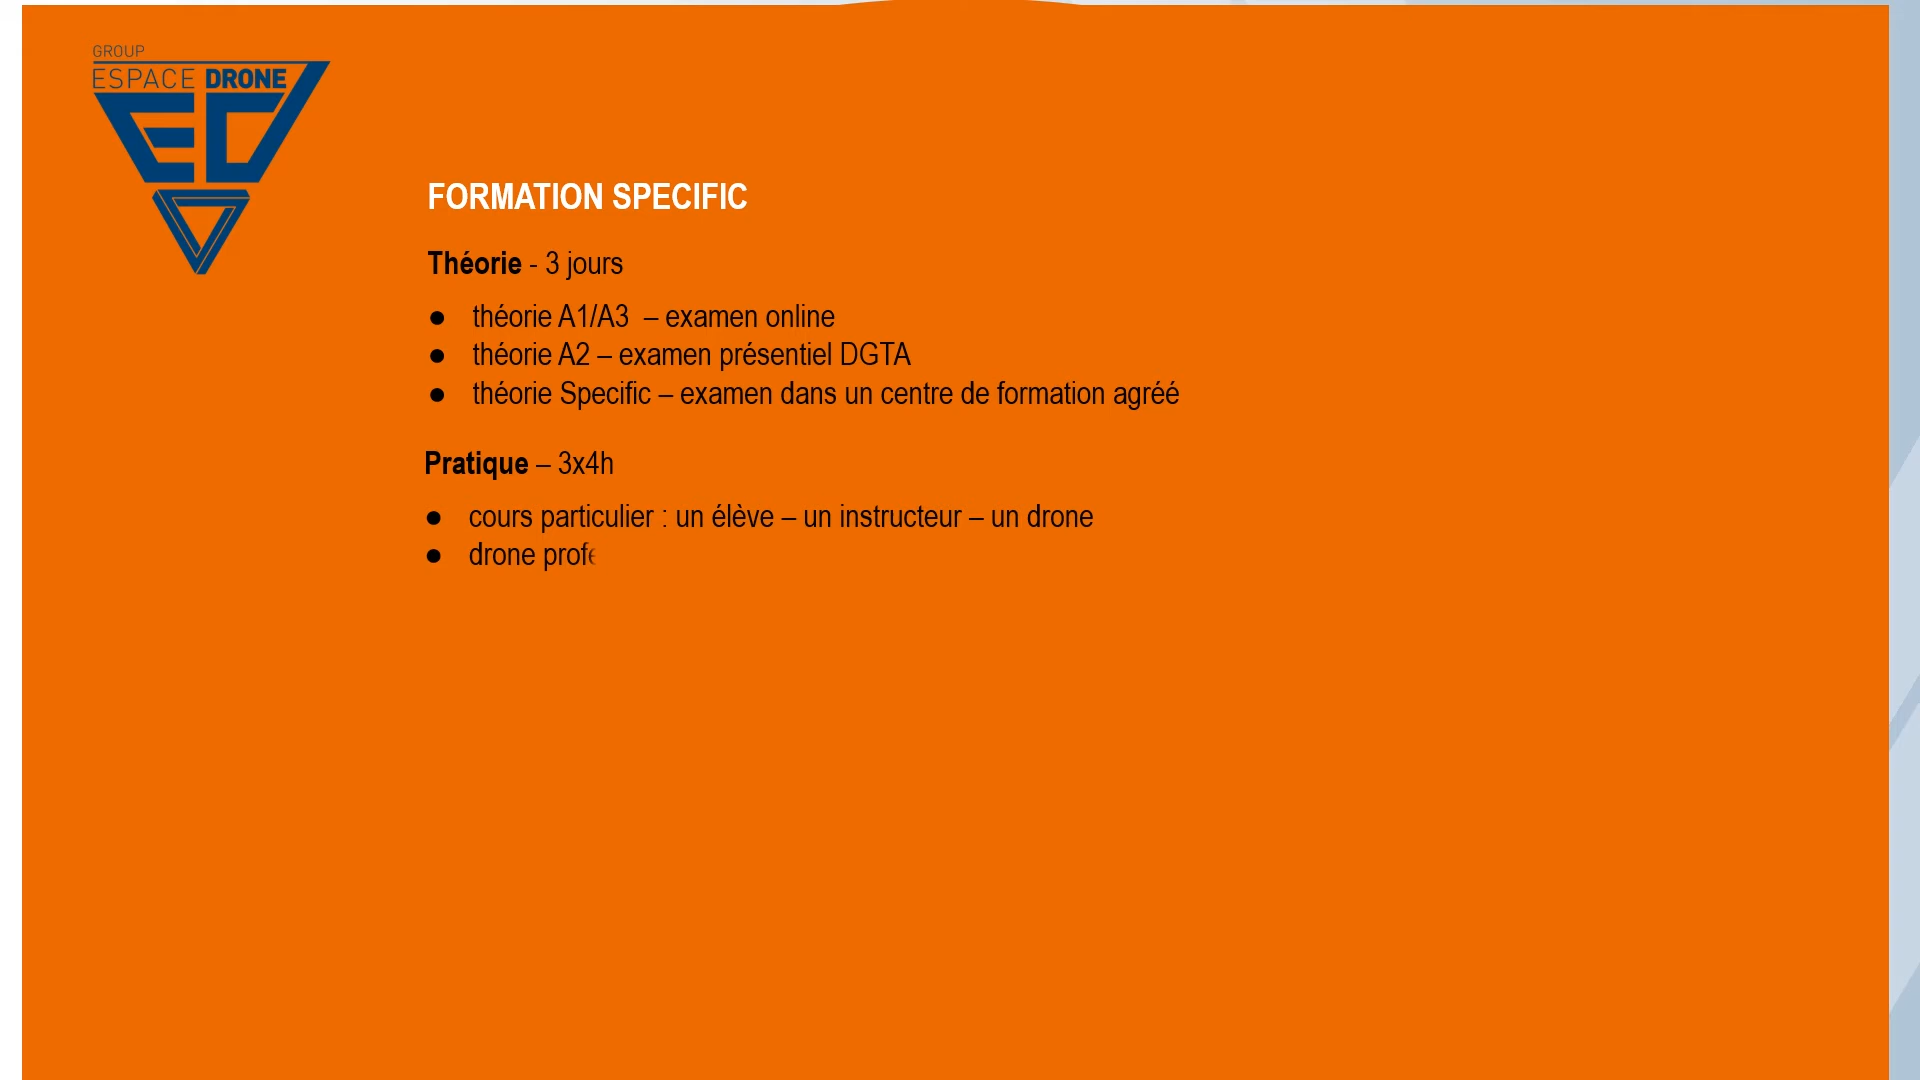 GROUP
ESPACE DRONE
FORMATION SPECIFIC
Théorie - 3 jours
● théorie A1/A3 – examen online
● théorie A2 – examen présentiel DGTA
● théorie Specific – examen dans un centre de formation agréé
Pratique – 3x4h
● cours particulier : un élève – un instructeur – un drone
● drone